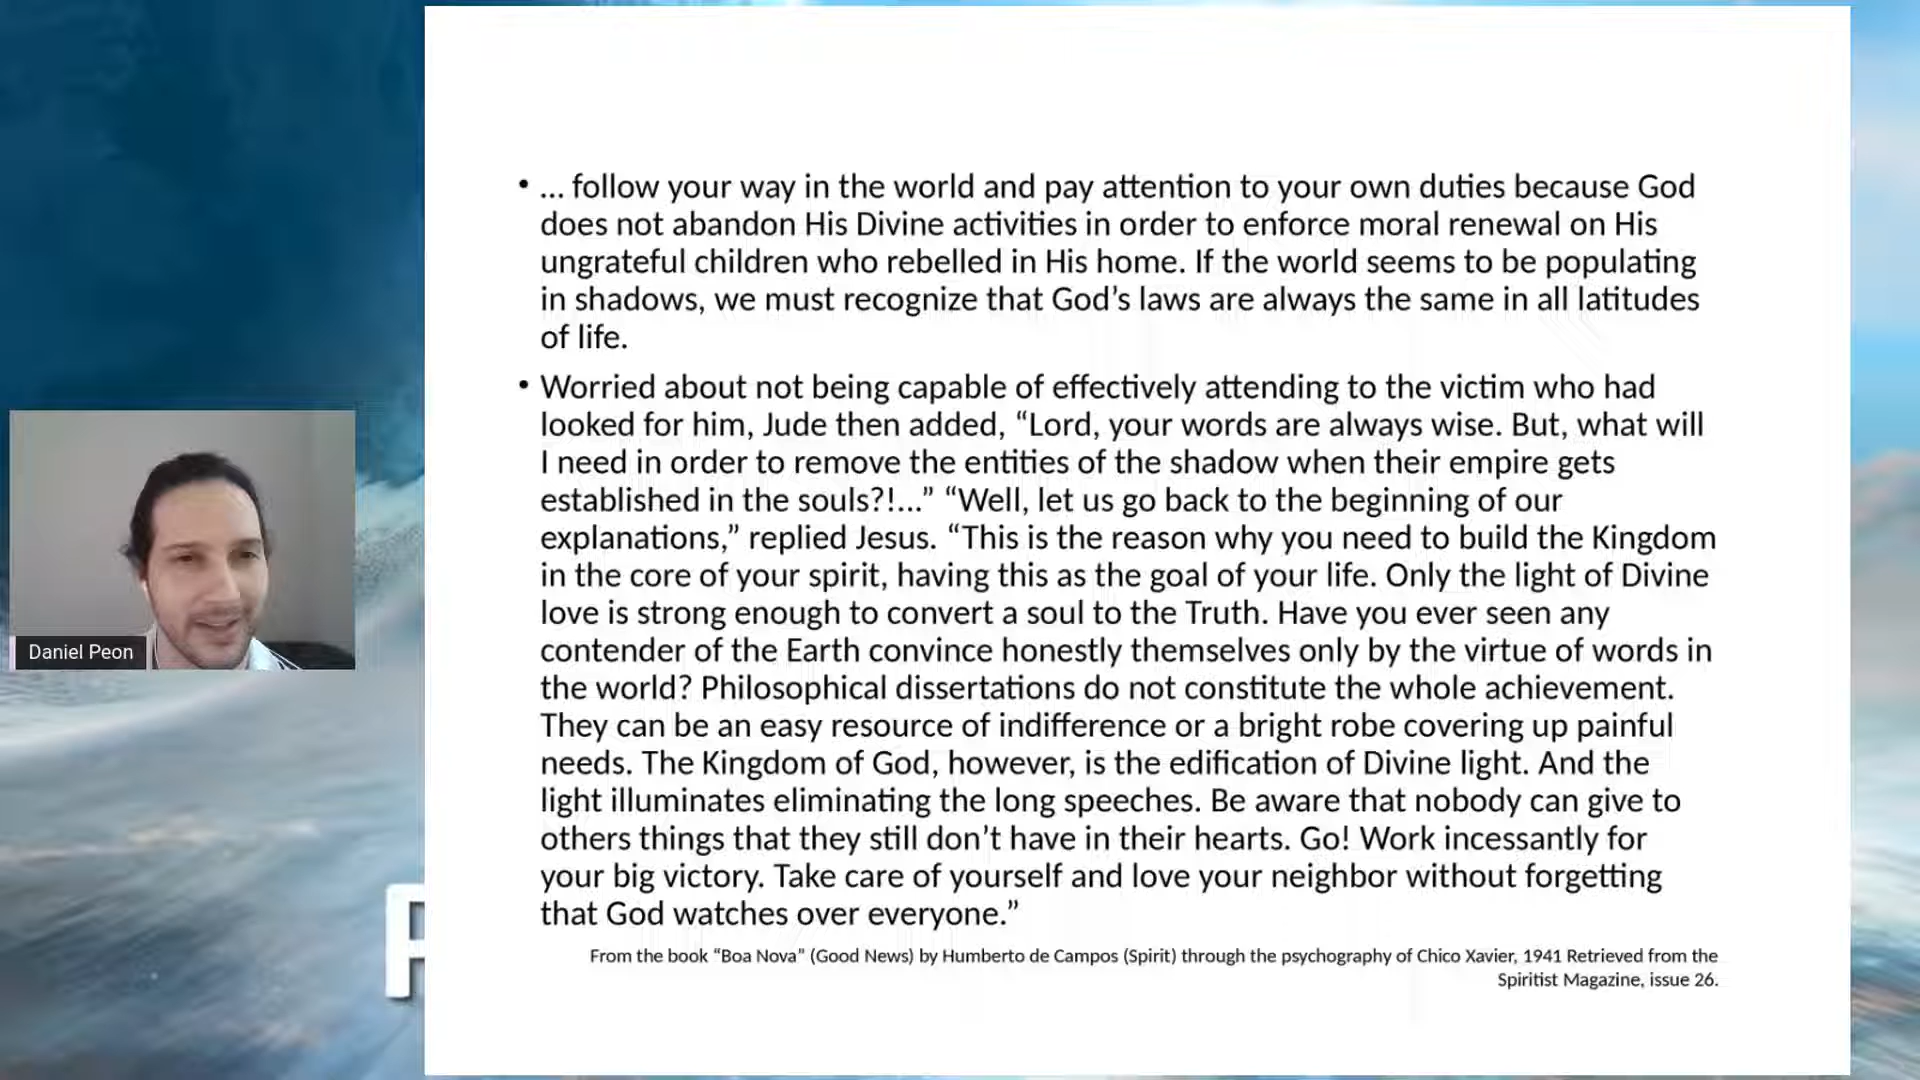 • ... follow your way in the world and pay attention to your own duties because God
does not abandon His Divine activities in order to enforce moral renewal on His
ungrateful children who rebelled in His home. If the world seems to be populating
in shadows, we must recognize that God’s laws are always the same in all latitudes
of life.
• Worried about not being capable of effectively attending to the victim who had
looked for him, Jude then added, “Lord, your words are always wise. But, what will
I need in order to remove the entities of the shadow when their empire gets
established in the souls?!...” “Well, let us go back to the beginning of our
explanations,” replied Jesus. “This is the reason why you need to build the Kingdom
in the core of your spirit, having this as the goal of your life. Only the light of Divine
love is strong enough to convert a soul to the Truth. Have you ever seen any
contender of the Earth convince honestly themselves only by the virtue of words in
the world? Philosophical dissertations do not constitute the whole achievement.
They can be an easy resource of indifference or a bright robe covering up painful
needs. The Kingdom of God, however, is the edification of Divine light. And the
light illuminates eliminating the long speeches. Be aware that nobody can give to
others things that they still don’t have in their hearts. Go! Work incessantly for
your big victory. Take care of yourself and love your neighbor without forgetting
that God watches over everyone.”
From the book “Boa Nova” (Good News) by Humberto de Campos (Spirit) through the psychography of Chico Xavier, 1941 Retrieved from the
Spiritist Magazine, issue 26.
Daniel Peon